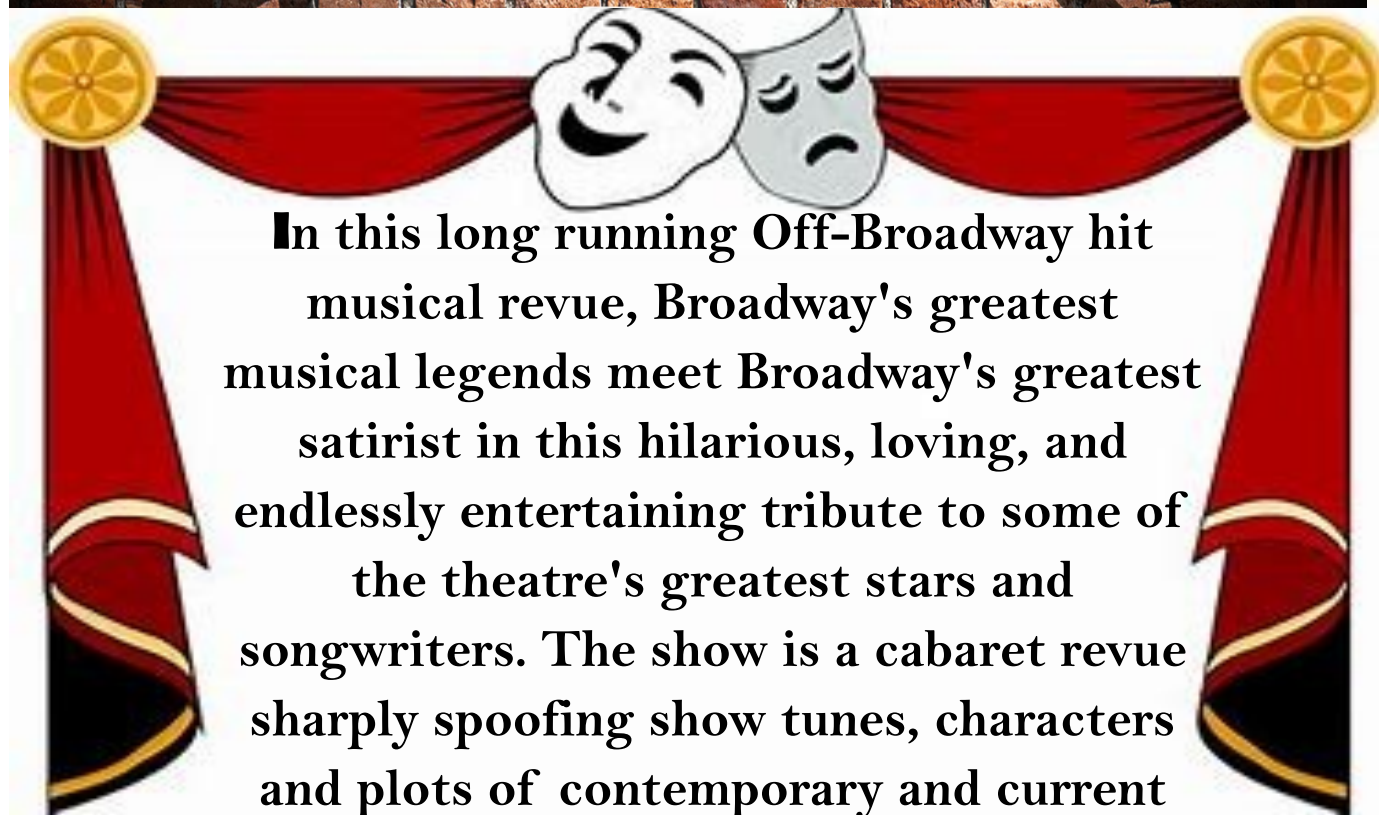 In this long running Off-Broadway hit
musical revue, Broadway's greatest
musical legends meet Broadway's greatest
satirist in this hilarious, loving, and
endlessly entertaining tribute to some of
the theatre's greatest stars and
songwriters. The show is a cabaret revue
sharply spoofing show tunes, characters
and plots of contemporary and current